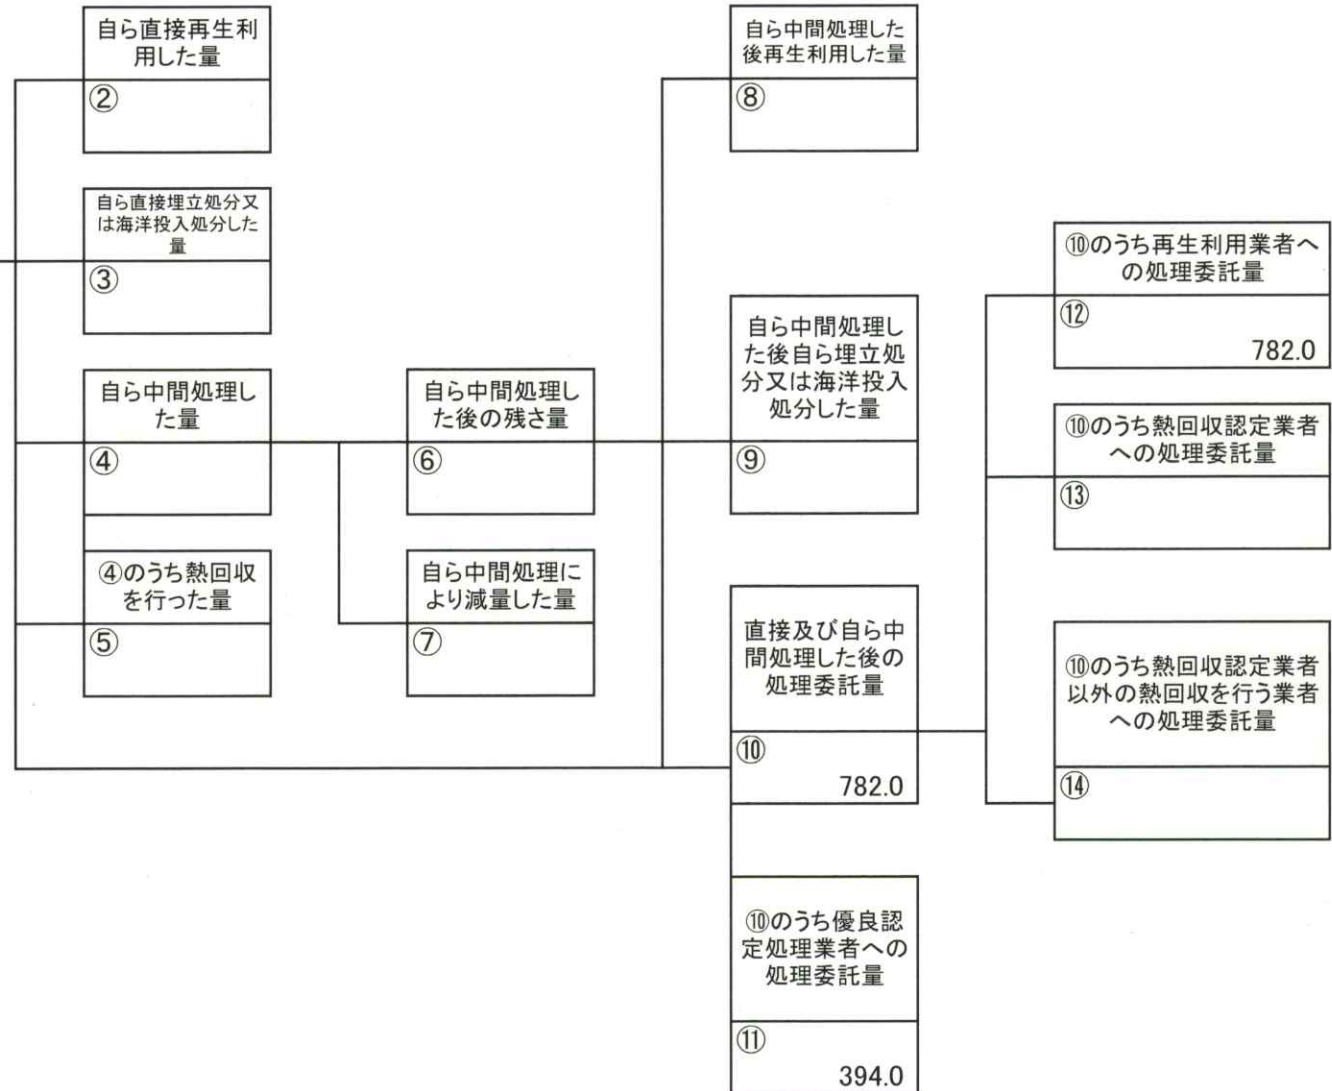 自ら直接再生利
用した量
②
自ら直接埋立処分又
は海洋投入処分した
量
③
自ら中間処理し
た量
④
④のうち熱回収
を行った量
⑤
自ら中間処理し
た後の残さ量
⑥
自ら中間処理に
より減量した量
⑦
自ら中間処理した
後再生利用した量
⑧
自ら中間処理し
た後自ら埋立処
分又は海洋投入
処分した量
⑨
直接及び自ら中
間処理した後の
処理委託量
⑩
782.0
⑩のうち優良認
定処理業者への
処理委託量
⑪
394.0
⑩のうち再生利用業者へ
の処理委託量
⑫
782.0
⑩のうち熱回収認定業者
への処理委託量
⑬
⑩のうち熱回収認定業者
以外の熱回収を行う業者
への処理委託量
⑭